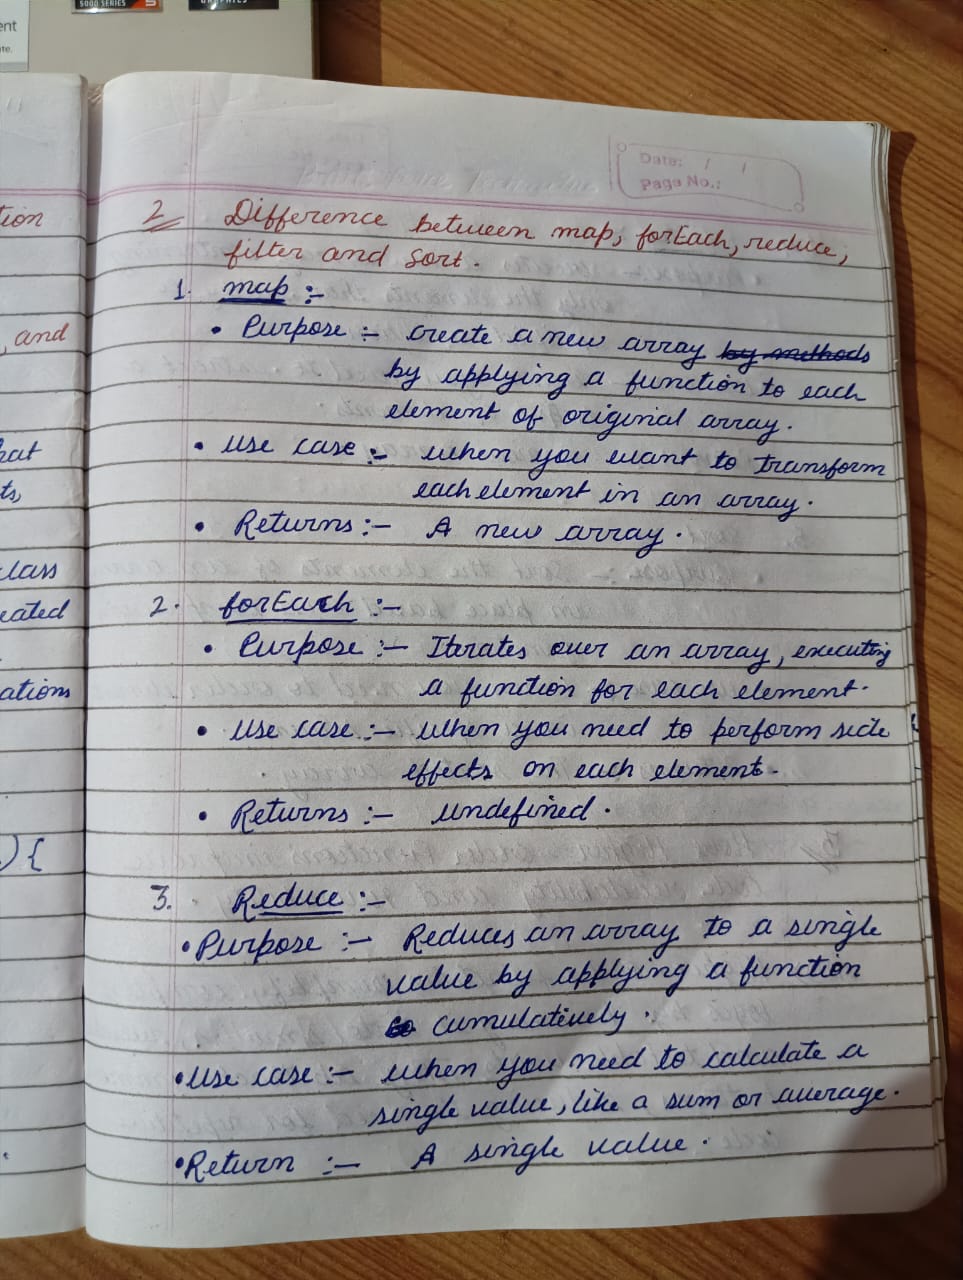 5000 SERIES
ent
ate.
Date: / /
Page No.:
tion
, and
hat
ts,
class
eated
ations
) {
2 Difference between map, forEach, reduce,
filter and sort.
1. map :-
• Purpose :- create a new array by methods
by applying a function to each
element of original array.
• Use case :- when you want to transform
each element in an array.
• Returns :- A new array.
2. forEach :-
• Purpose :- Iterates over an array, executing
a function for each element.
• Use case :- when you need to perform side
effects on each element.
• Returns :- undefined.
3. Reduce :-
• Purpose :- Reduces an array to a single
value by applying a function
cumulatively.
• Use case :- when you need to calculate a
single value, like a sum or average.
• Return :- A single value.